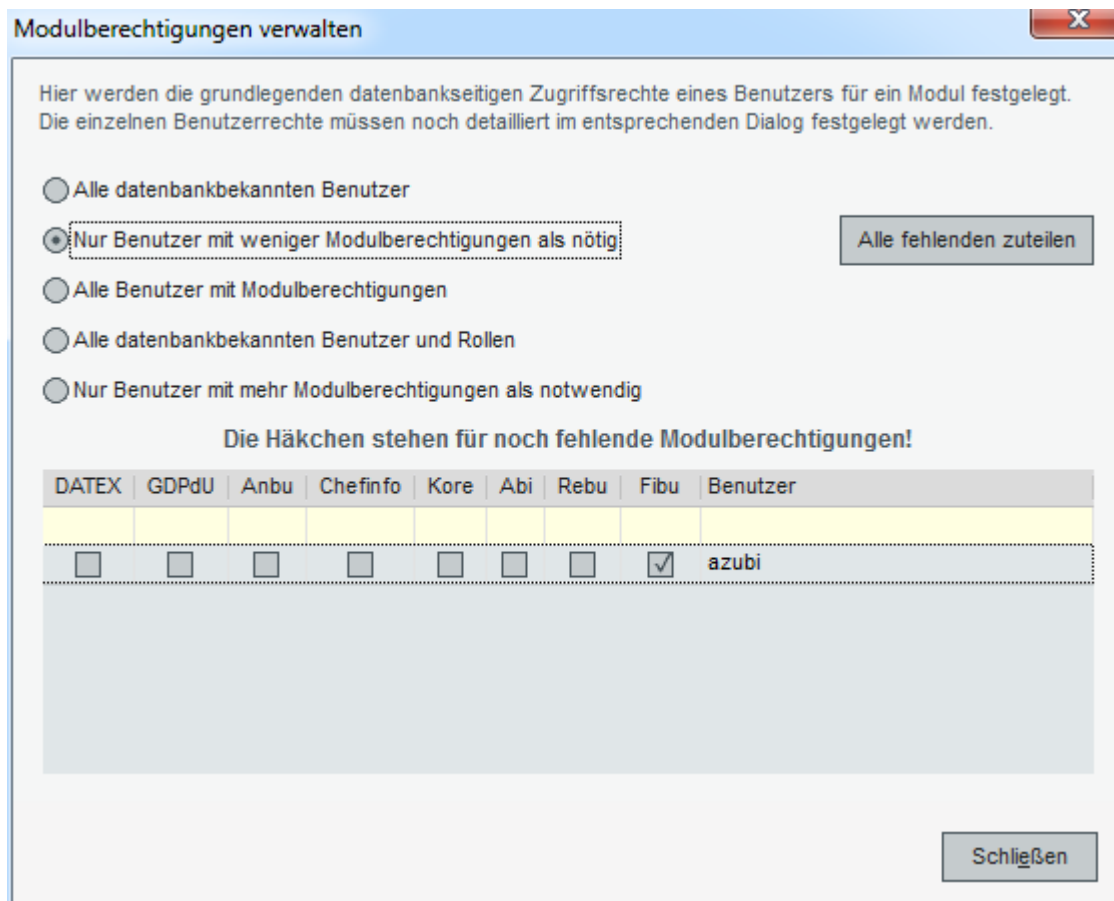 Modulberechtigungen verwalten
Hier werden die grundlegenden datenbankseitigen Zugriffsrechte eines Benutzers für ein Modul festgelegt.
Die einzelnen Benutzerrechte müssen noch detailliert im entsprechenden Dialog festgelegt werden.
Alle datenbankbekannten Benutzer
Nur Benutzer mit weniger Modulberechtigungen als nötig
Alle fehlenden zuteilen
Alle Benutzer mit Modulberechtigungen
Alle datenbankbekannten Benutzer und Rollen
Nur Benutzer mit mehr Modulberechtigungen als notwendig
Die Häkchen stehen für noch fehlende Modulberechtigungen!
DATEX GDPdU Anbu Chefinfo Kore Abi Rebu Fibu Benutzer
azubi
Schließen